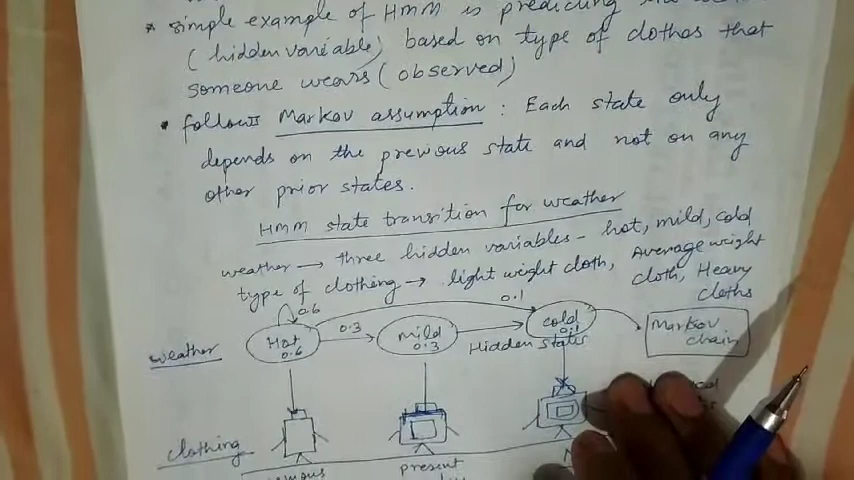 * simple example of HMM is predicting
(hidden variable) based on type of clothes that
someone wears (observed)
• follows Markov assumption : Each state only
depends on the previous state and not on any
other prior states.
HMM state transition for weather
weather → three hidden variables - hot, mild, cold
type of clothing → light weight cloth, Average weight
cloth, Heavy
cloths
0.6
0.1
weather
Hot
0.6
0.3
Mild
0.3
cold
0.1
Hidden States
Markov
chain
clothing
present